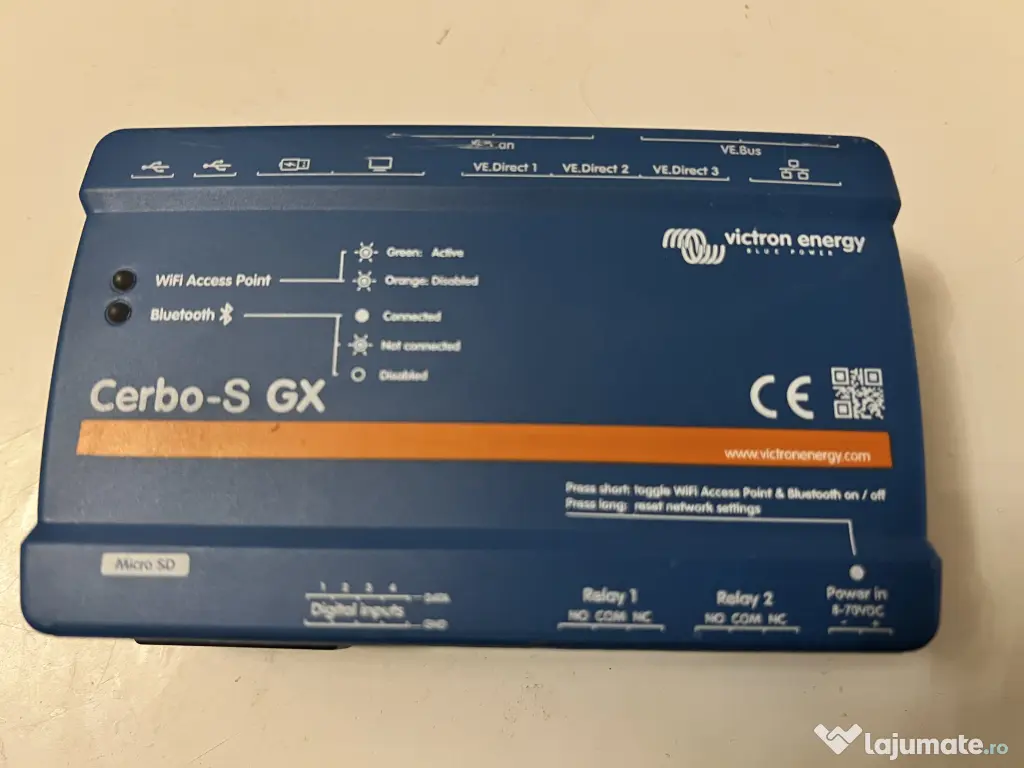 VE.Bus
VE.Direct 1 VE.Direct 2 VE.Direct 3
victron energy
BLUE POWER
WiFi Access Point
Green: Active
Orange: Disabled
Bluetooth
Connected
Not connected
Disabled
Cerbo-S GX
CE
www.victronenergy.com
Press short: toggle WiFi Access Point & Bluetooth on / off
Press long: reset network settings
Micro SD
1 2 3 4
DATA
Digital inputs
GND
Relay 1
NO COM NC
Relay 2
NO COM NC
Power in
8-70VDC
- +
lajumate.ro